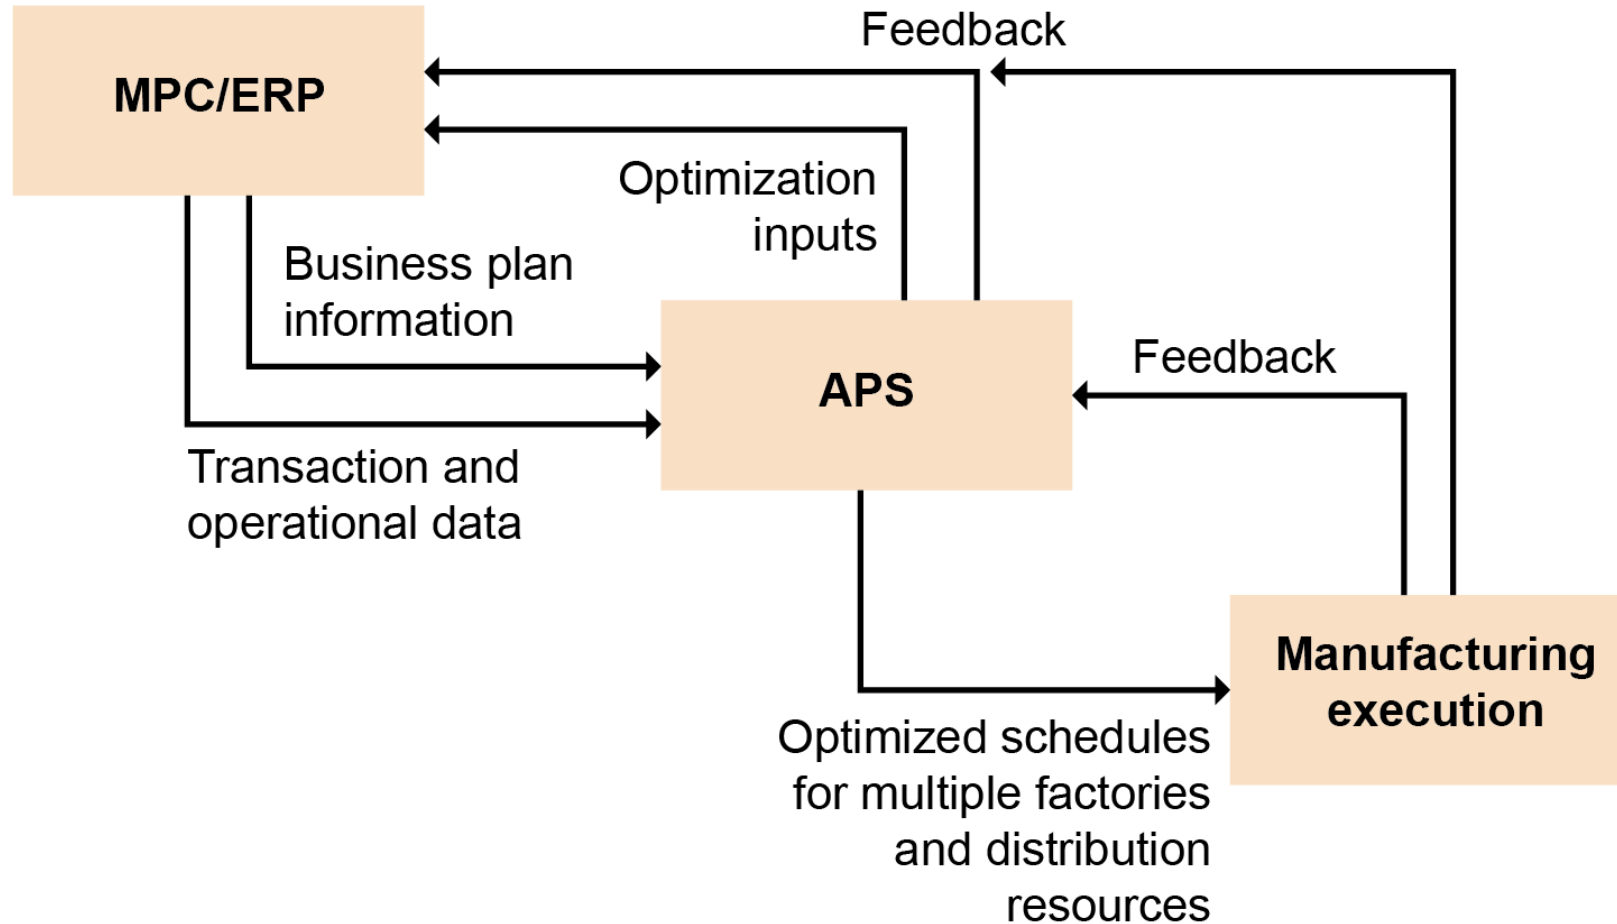 Feedback
MPC/ERP
Optimization
inputs
Business plan
information
Feedback
APS
Transaction and
operational data
Manufacturing
execution
Optimized schedules
for multiple factories
and distribution
resources